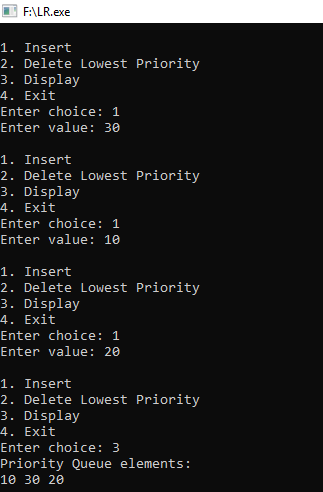 F:\LR.exe
1. Insert
2. Delete Lowest Priority
3. Display
4. Exit
Enter choice: 1
Enter value: 30
1. Insert
2. Delete Lowest Priority
3. Display
4. Exit
Enter choice: 1
Enter value: 10
1. Insert
2. Delete Lowest Priority
3. Display
4. Exit
Enter choice: 1
Enter value: 20
1. Insert
2. Delete Lowest Priority
3. Display
4. Exit
Enter choice: 3
Priority Queue elements:
10 30 20